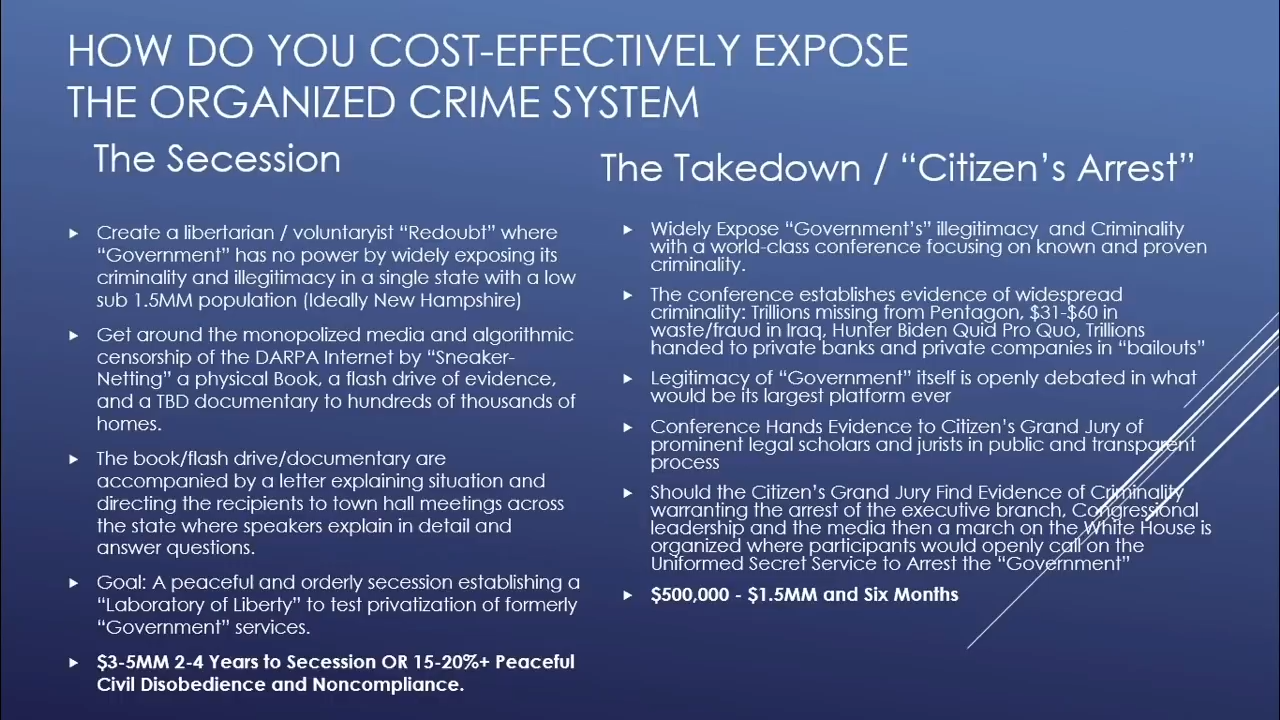 HOW DO YOU COST-EFFECTIVELY EXPOSE
THE ORGANIZED CRIME SYSTEM
The Secession
Create a libertarian / voluntaryist “Redoubt” where
“Government” has no power by widely exposing its
criminality and illegitimacy in a single state with a low
sub 1.5MM population (Ideally New Hampshire)
Get around the monopolized media and algorithmic
censorship of the DARPA Internet by “Sneaker-
Netting” a physical Book, a flash drive of evidence,
and a TBD documentary to hundreds of thousands of
homes.
The book/flash drive/documentary are
accompanied by a letter explaining situation and
directing the recipients to town hall meetings across
the state where speakers explain in detail and
answer questions.
Goal: A peaceful and orderly secession establishing a
“Laboratory of Liberty” to test privatization of formerly
“Government” services.
$3-5MM 2-4 Years to Secession OR 15-20%+ Peaceful
Civil Disobedience and Noncompliance.
The Takedown / “Citizen’s Arrest”
Widely Expose “Government’s” illegitimacy and Criminality
with a world-class conference focusing on known and proven
criminality.
The conference establishes evidence of widespread
criminality: Trillions missing from Pentagon, $31-$60 in
waste/fraud in Iraq, Hunter Biden Quid Pro Quo, Trillions
handed to private banks and private companies in “bailouts”
Legitimacy of “Government” itself is openly debated in what
would be its largest platform ever
Conference Hands Evidence to Citizen’s Grand Jury of
prominent legal scholars and jurists in public and transparent
process
Should the Citizen’s Grand Jury Find Evidence of Criminality
warranting the arrest of the executive branch, Congressional
leadership and the media then a march on the White House is
organized where participants would openly call on the
Uniformed Secret Service to Arrest the “Government”
$500,000 - $1.5MM and Six Months